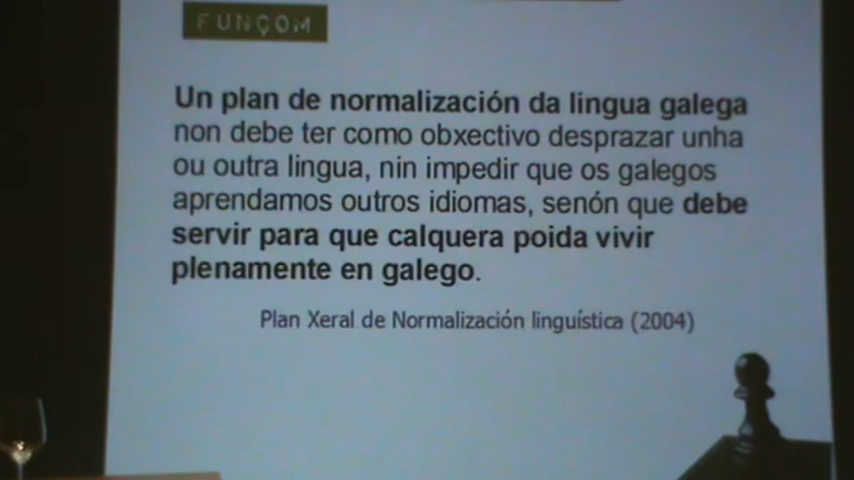 FUNÇOM
Un plan de normalización da lingua galega
non debe ter como obxectivo desprazar unha
ou outra lingua, nin impedir que os galegos
aprendamos outros idiomas, senón que debe
servir para que calquera poida vivir
plenamente en galego.
Plan Xeral de Normalización linguística (2004)